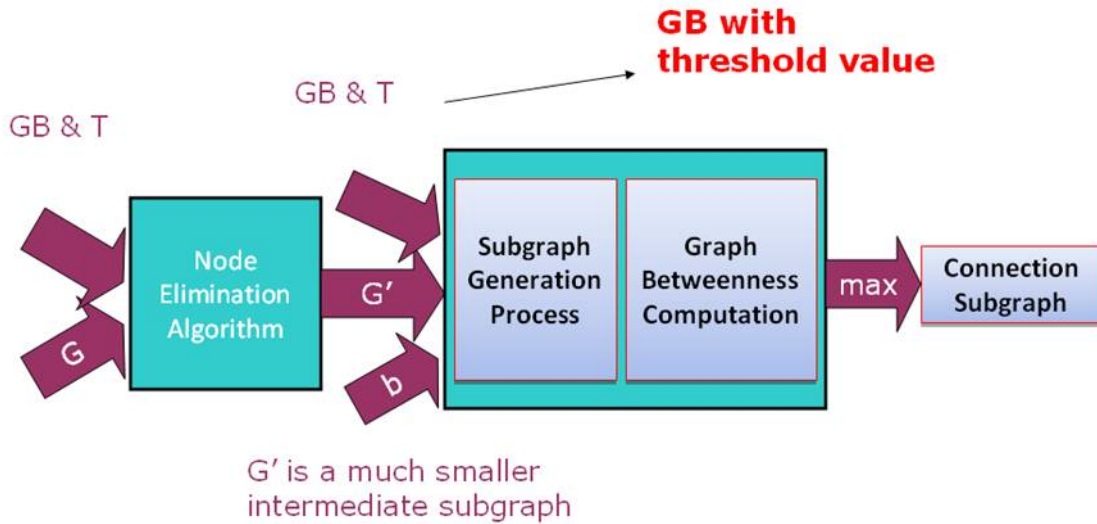 GB with
threshold value
GB & T
GB & T
Node
Elimination
Algorithm
G
G’
b
Subgraph
Generation
Process
Graph
Betweenness
Computation
max
Connection
Subgraph
G’ is a much smaller
intermediate subgraph